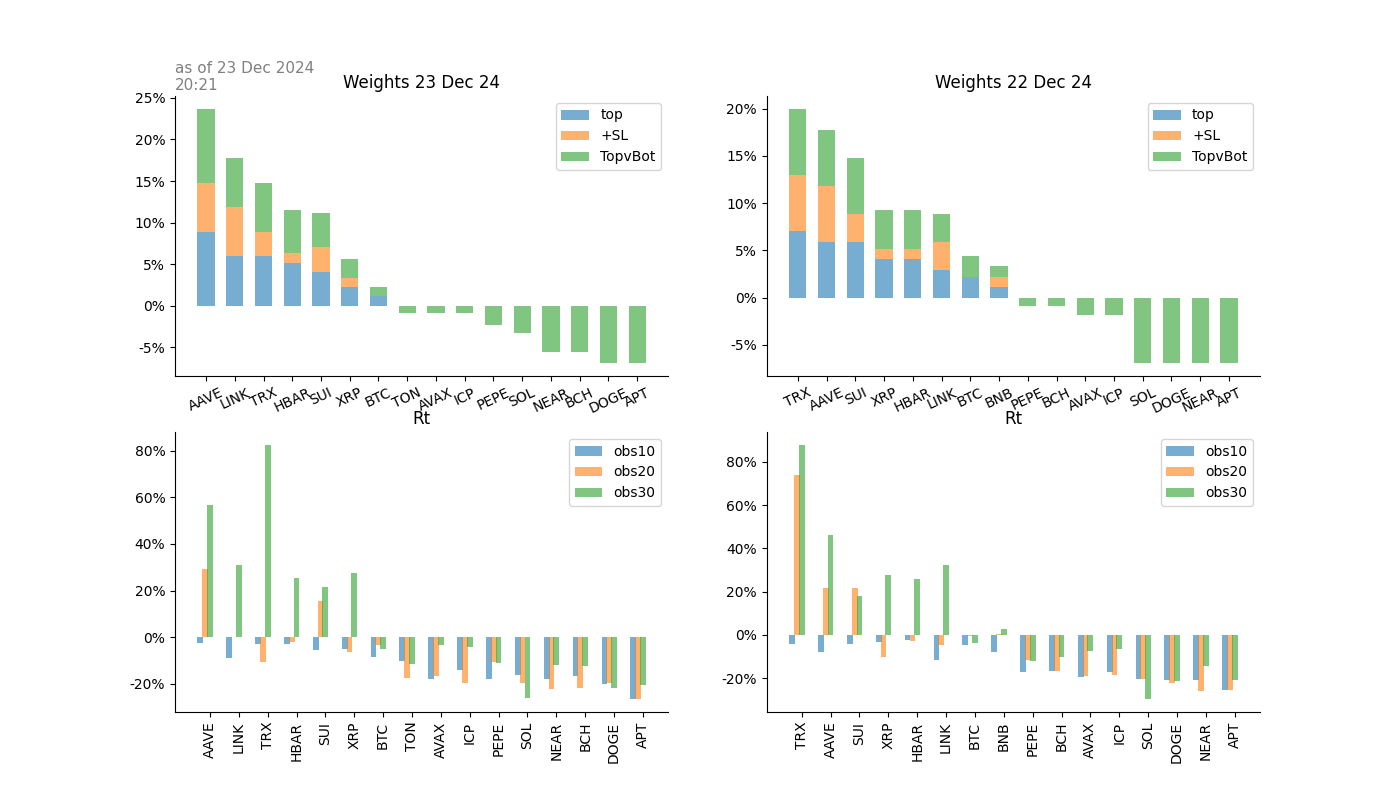 as of 23 Dec 2024
20:21
Weights 23 Dec 24
25%
20%
15%
10%
5%
0%
-5%
top
+SL
TopvBot
AAVE LINK TRX HBAR SUI XRP BTC TON AVAX ICP PEPE SOL NEAR BCH DOGE APT
Weights 22 Dec 24
20%
15%
10%
5%
0%
-5%
top
+SL
TopvBot
TRX AAVE SUI XRP HBAR LINK BTC BNB PEPE BCH AVAX ICP SOL DOGE NEAR APT
Rt
80%
60%
40%
20%
0%
-20%
obs10
obs20
obs30
AAVE LINK TRX HBAR SUI XRP BTC TON AVAX ICP PEPE SOL NEAR BCH DOGE APT
Rt
80%
60%
40%
20%
0%
-20%
obs10
obs20
obs30
TRX AAVE SUI XRP HBAR LINK BTC BNB PEPE BCH AVAX ICP SOL DOGE NEAR APT